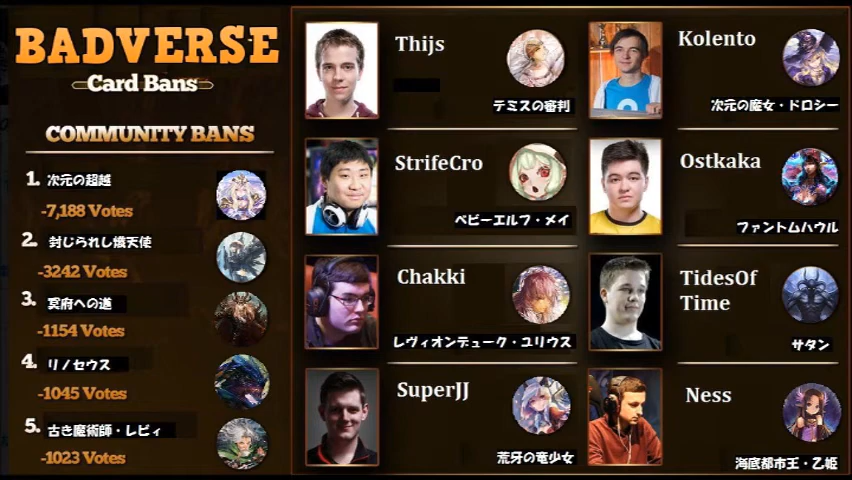 BADVERSE
Card Bans
COMMUNITY BANS
1. 次元の超越
-7,188 Votes
2. 封じられし熾天使
-3242 Votes
3. 冥府への道
-1154 Votes
4. リノセウス
-1045 Votes
5. 古き魔術師・レビィ
-1023 Votes
Thijs
テミスの審判
Kolento
次元の魔女・ドロシー
StrifeCro
ベビーエルフ・メイ
Ostkaka
ファントムハウル
Chakki
レヴィオンデューク・ユリウス
TidesOf
Time
サタン
SuperJJ
荒牙の竜少女
Ness
海底都市王・乙姫